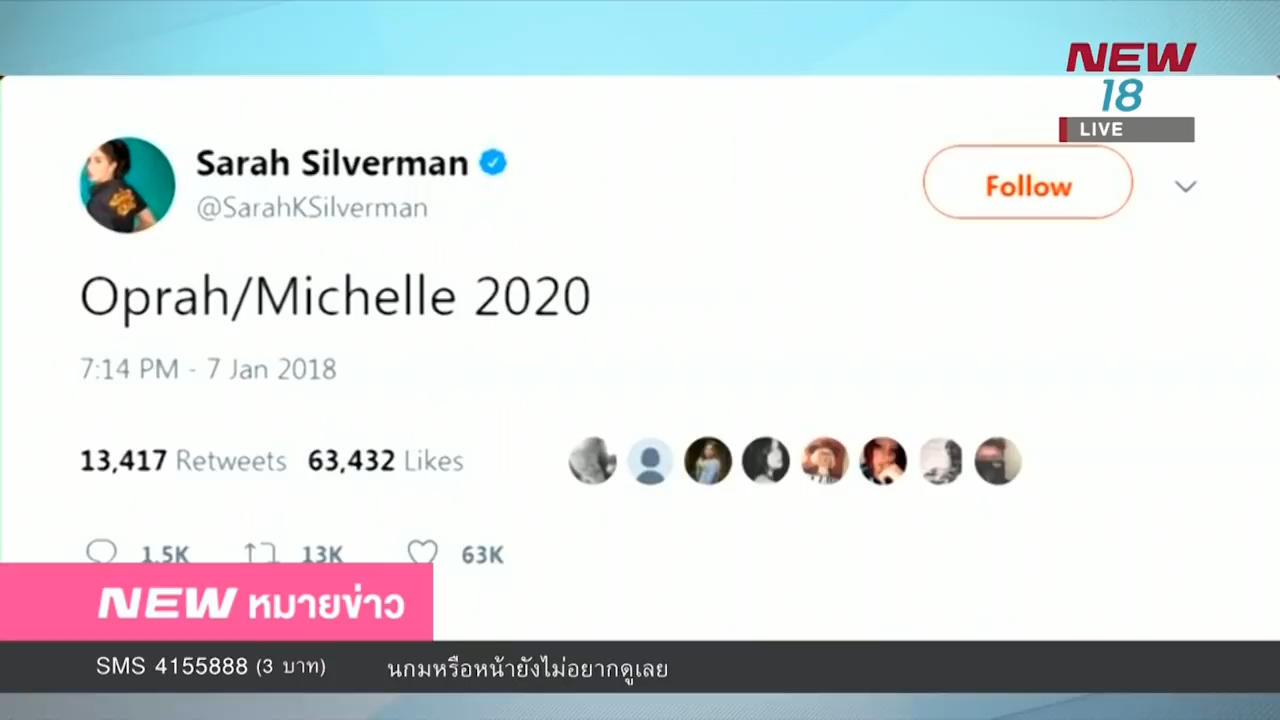 NEW
18
LIVE
Sarah Silverman
@SarahKSilverman
Follow
Oprah/Michelle 2020
7:14 PM - 7 Jan 2018
13,417 Retweets 63,432 Likes
1.5K 13K 63K
NEW หมายข่าว
SMS 4155888 (3 บาท) นกมหรือหน้ายังไม่อยากดูเลย